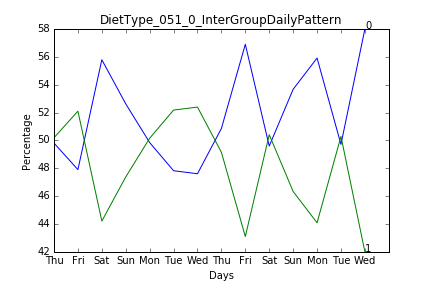 DietType_051_0_InterGroupDailyPattern
58
56
54
52
50
48
46
44
42
Percentage
0
1
Thu Fri Sat Sun Mon Tue Wed Thu Fri Sat Sun Mon Tue Wed
Days